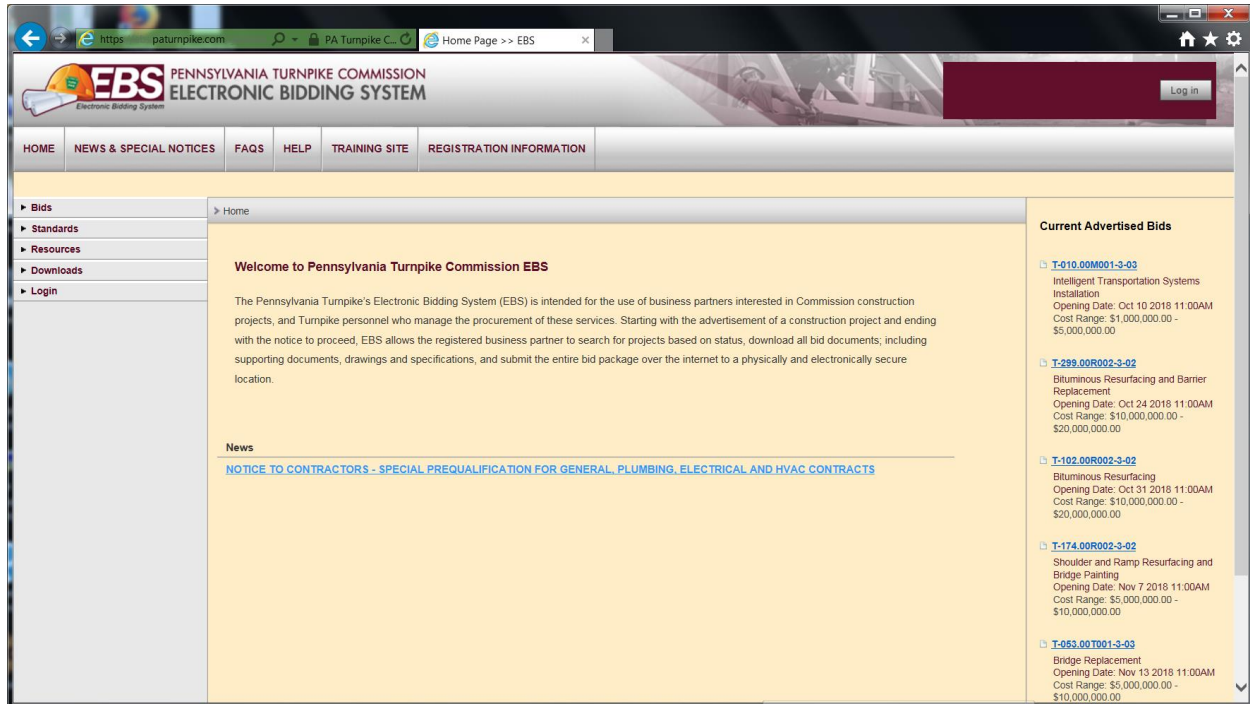 https paturnpike.com
PA Turnpike C...
Home Page >> EBS
EBS
Electronic Bidding System
PENNSYLVANIA TURNPIKE COMMISSION
ELECTRONIC BIDDING SYSTEM
Log in
HOME
NEWS & SPECIAL NOTICES
FAQS
HELP
TRAINING SITE
REGISTRATION INFORMATION
Bids
Standards
Resources
Downloads
Login
Home
Welcome to Pennsylvania Turnpike Commission EBS
The Pennsylvania Turnpike's Electronic Bidding System (EBS) is intended for the use of business partners interested in Commission construction
projects, and Turnpike personnel who manage the procurement of these services. Starting with the advertisement of a construction project and ending
with the notice to proceed, EBS allows the registered business partner to search for projects based on status, download all bid documents; including
supporting documents, drawings and specifications, and submit the entire bid package over the internet to a physically and electronically secure
location.
News
NOTICE TO CONTRACTORS - SPECIAL PREQUALIFICATION FOR GENERAL, PLUMBING, ELECTRICAL AND HVAC CONTRACTS
Current Advertised Bids
T-010.00M001-3-03
Intelligent Transportation Systems
Installation
Opening Date: Oct 10 2018 11:00AM
Cost Range: $1,000,000.00 -
$5,000,000.00
T-299.00R002-3-02
Bituminous Resurfacing and Barrier
Replacement
Opening Date: Oct 24 2018 11:00AM
Cost Range: $10,000,000.00 -
$20,000,000.00
T-102.00R002-3-02
Bituminous Resurfacing
Opening Date: Oct 31 2018 11:00AM
Cost Range: $10,000,000.00 -
$20,000,000.00
T-174.00R002-3-02
Shoulder and Ramp Resurfacing and
Bridge Painting
Opening Date: Nov 7 2018 11:00AM
Cost Range: $5,000,000.00 -
$10,000,000.00
T-053.00T001-3-03
Bridge Replacement
Opening Date: Nov 13 2018 11:00AM
Cost Range: $5,000,000.00 -
$10,000,000.00